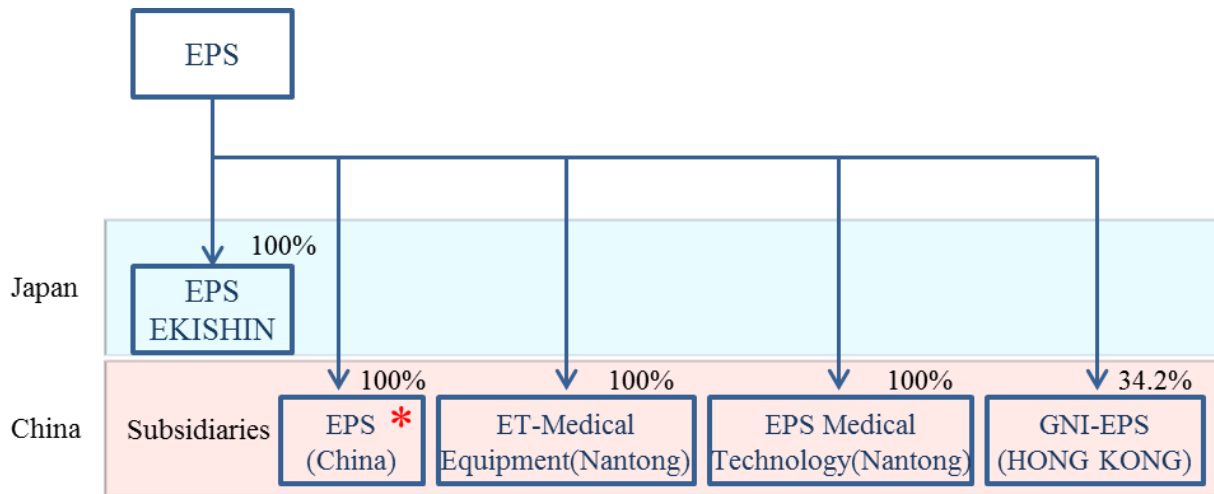 EPS
100%
Japan
EPS
EKISHIN
100%
100%
100%
34.2%
China
Subsidiaries
EPS *
(China)
ET-Medical
Equipment(Nantong)
EPS Medical
Technology(Nantong)
GNI-EPS
(HONG KONG)